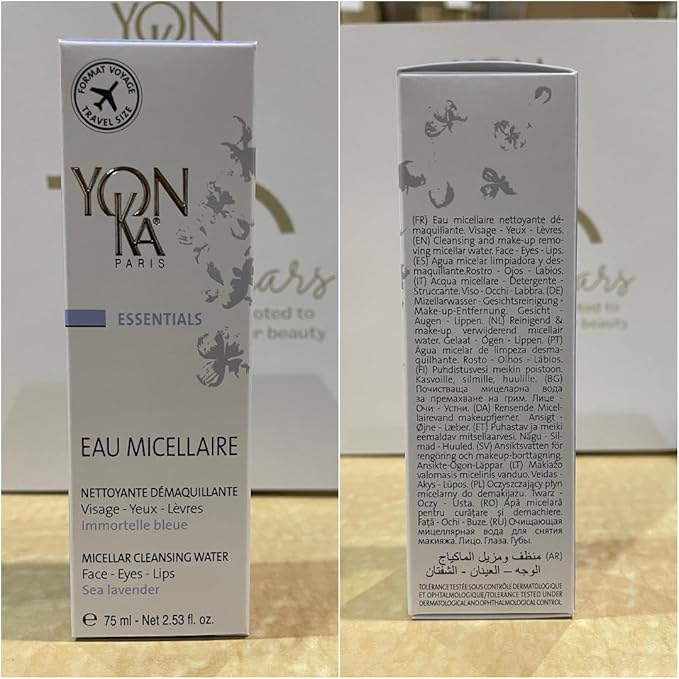 YON
FORMAT VOYAGE
TRAVEL SIZE
YON
KA®
PARIS
ESSENTIALS
EAU MICELLAIRE
NETTOYANTE DÉMAQUILLANTE
Visage - Yeux - Lèvres
Immortelle bleue
MICELLAR CLEANSING WATER
Face - Eyes - Lips
Sea lavender
℮ 75 ml - Net 2.53 fl. oz.
ears
oted to
r beauty
(FR) Eau micellaire nettoyante dé-
maquillante. Visage - Yeux - Lèvres.
(EN) Cleansing and make-up remo-
ving micellar water. Face - Eyes - Lips.
(ES) Agua micelar limpiadora y des-
maquillante.Rostro - Ojos - Labios.
(IT) Acqua micellare - Detergente -
Struccante. Viso - Occhi - Labbra. (DE)
Mizellarwasser - Gesichtsreinigung -
Make-up-Entfernung. Gesicht -
Augen - Lippen. (NL) Reinigend &
make-up verwijderend micellair
water. Gelaat - Ogen - Lippen. (PT)
Água micelar de limpeza desma-
quilhante. Rosto - Olhos - Lábios.
(FI) Puhdistusvesi meikin poistoon.
Kasvoille, silmille, huulille. (BG)
Почистваща мицеларна вода
за премахване на грим. Лице -
Очи - Устни. (DA) Rensende Micel-
lairevand makeupfjerner. Ansigt -
Øjne - Læber. (ET) Puhastav ja meiki
eemaldav mitsellaarvesi. Nägu - Sil-
mad - Huuled. (SV) Ansiktsvatten för
rengöring och makeup-borttagning.
Ansikte-Ögon-Läppar. (LT) Makiažo
valomasis micelinis vanduo. Veidas -
Akys - Lūpos. (PL) Oczyszczający płyn
micelarny do demakijażu. Twarz -
Oczy - Usta. (RO) Apă micelară
pentru curățare și demachiere.
Față - Ochi - Buze. (RU) Очищающая
мицеллярная вода для снятия
макияжа. Лицо. Глаза. Губы.
(AR) منظف ومزيل الماكياج
الوجه – العينان - الشفتان
TOLÉRANCE TESTÉE SOUS CONTRÔLE DERMATOLOGIQUE
ET OPHTALMOLOGIQUE/TOLERANCE TESTED UNDER
DERMATOLOGICAL AND OPHTHALMOLOGICAL CONTROL.
ears
oted to
r beauty